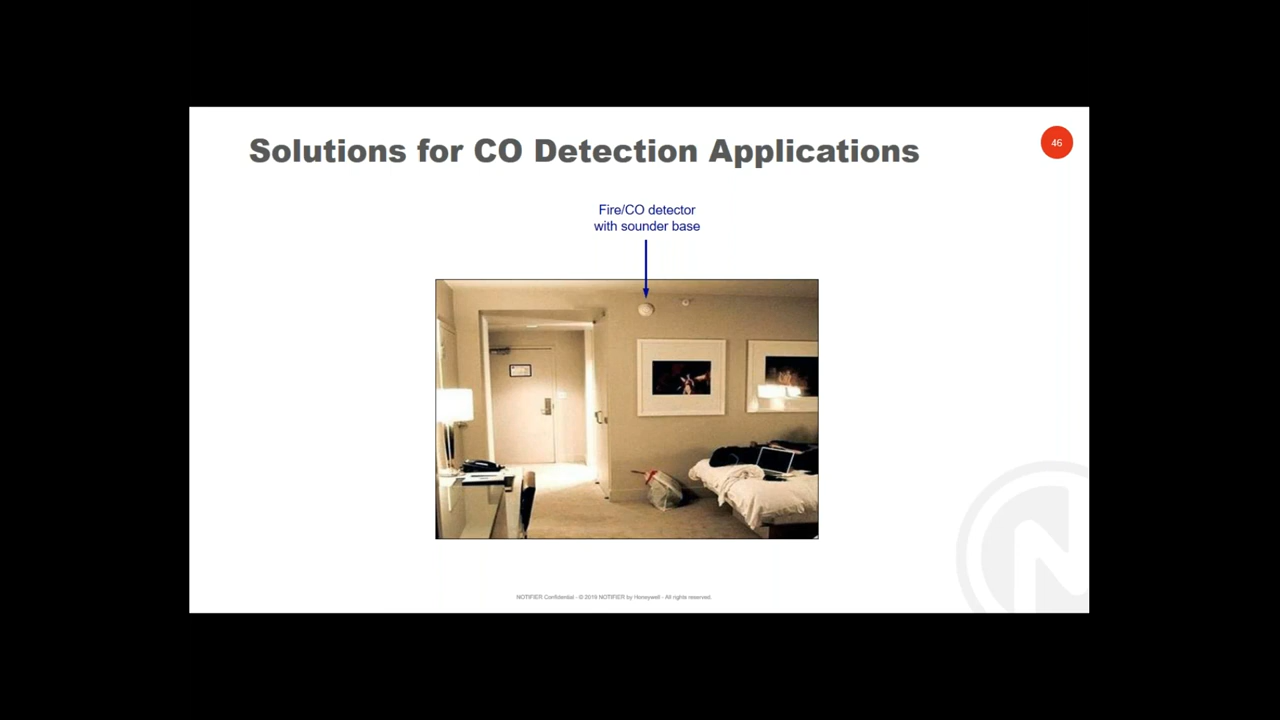 Solutions for CO Detection Applications
46
Fire/CO detector
with sounder base
NOTIFIER Confidential - © 2016 NOTIFIER by Honeywell - All rights reserved.